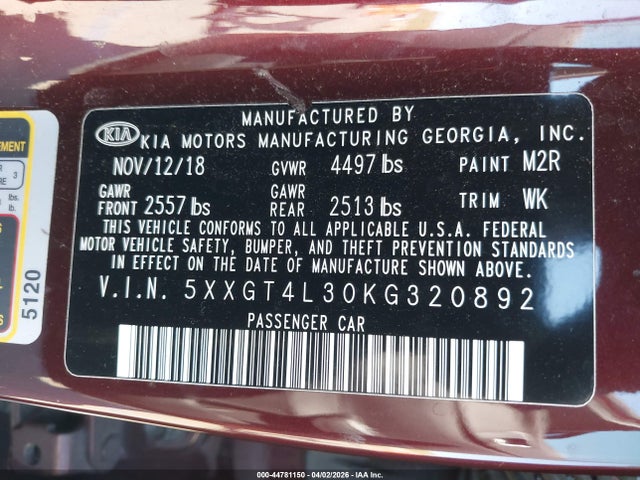 MANUFACTURED BY
KIA KIA MOTORS MANUFACTURING GEORGIA, INC.
NOV/12/18 GVWR 4497 lbs PAINT M2R
GAWR FRONT 2557 lbs GAWR REAR 2513 lbs TRIM WK
THIS VEHICLE CONFORMS TO ALL APPLICABLE U.S.A. FEDERAL
MOTOR VEHICLE SAFETY, BUMPER, AND THEFT PREVENTION STANDARDS
IN EFFECT ON THE DATE OF MANUFACTURE SHOWN ABOVE.
V.I.N. 5XXGT4L30KG320892
PASSENGER CAR
5120
3
lbs.
000-44781150 - 04/02/2026 - IAA Inc.